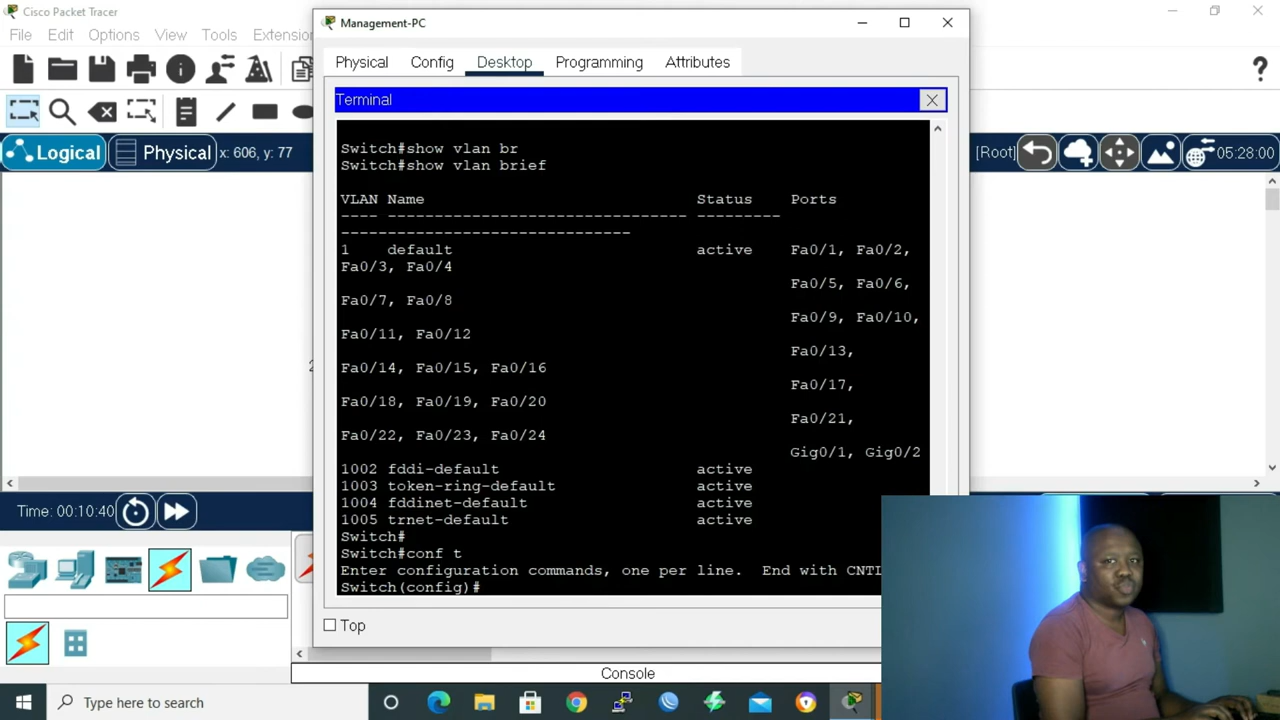 Cisco Packet Tracer
Management-PC
File Edit Options View Tools Extension
Physical Config Desktop Programming Attributes
Terminal
Logical Physical x: 606, y: 77
[Root] 05:28:00
Switch#show vlan br
Switch#show vlan brief
VLAN Name Status Ports
---- -------------------------------- ---------
-------------------------------
1 default active Fa0/1, Fa0/2,
Fa0/3, Fa0/4
Fa0/5, Fa0/6,
Fa0/7, Fa0/8
Fa0/9, Fa0/10,
Fa0/11, Fa0/12
Fa0/13,
Fa0/14, Fa0/15, Fa0/16
Fa0/17,
Fa0/18, Fa0/19, Fa0/20
Fa0/21,
Fa0/22, Fa0/23, Fa0/24
Gig0/1, Gig0/2
1002 fddi-default active
1003 token-ring-default active
1004 fddinet-default active
1005 trnet-default active
Switch#
Switch#conf t
Enter configuration commands, one per line. End with CNTL
Switch(config)#
Time: 00:10:40
Top
Console
Type here to search